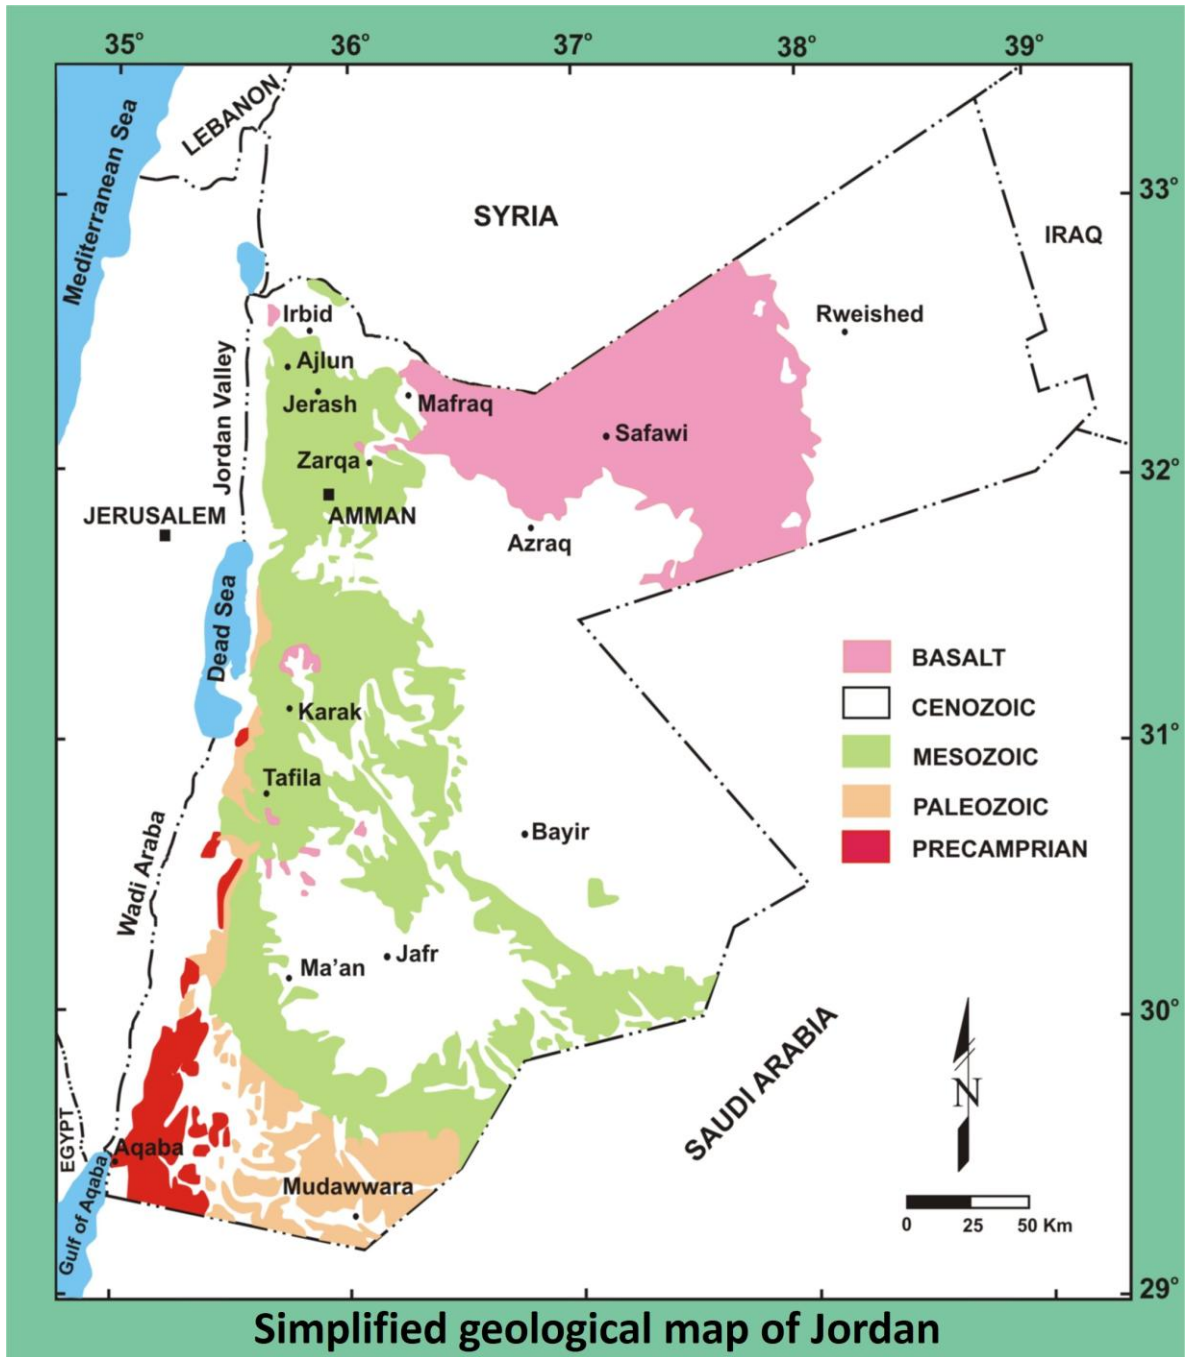 35°
36°
37°
38°
39°
Mediterranean Sea
LEBANON
33°
SYRIA
IRAQ
Irbid
Rweished
Ajlun
Jordan Valley
Jerash
Mafraq
Safawi
Zarqa
32°
JERUSALEM
AMMAN
Azraq
Dead Sea
BASALT
Karak
CENOZOIC
31°
MESOZOIC
Tafila
PALEOZOIC
Bayir
PRECAMPRIAN
Wadi Araba
Jafr
Ma'an
30°
SAUDI ARABIA
N
EGYPT
Aqaba
Mudawwara
Gulf of Aqaba
0 25 50 Km
29°
Simplified geological map of Jordan